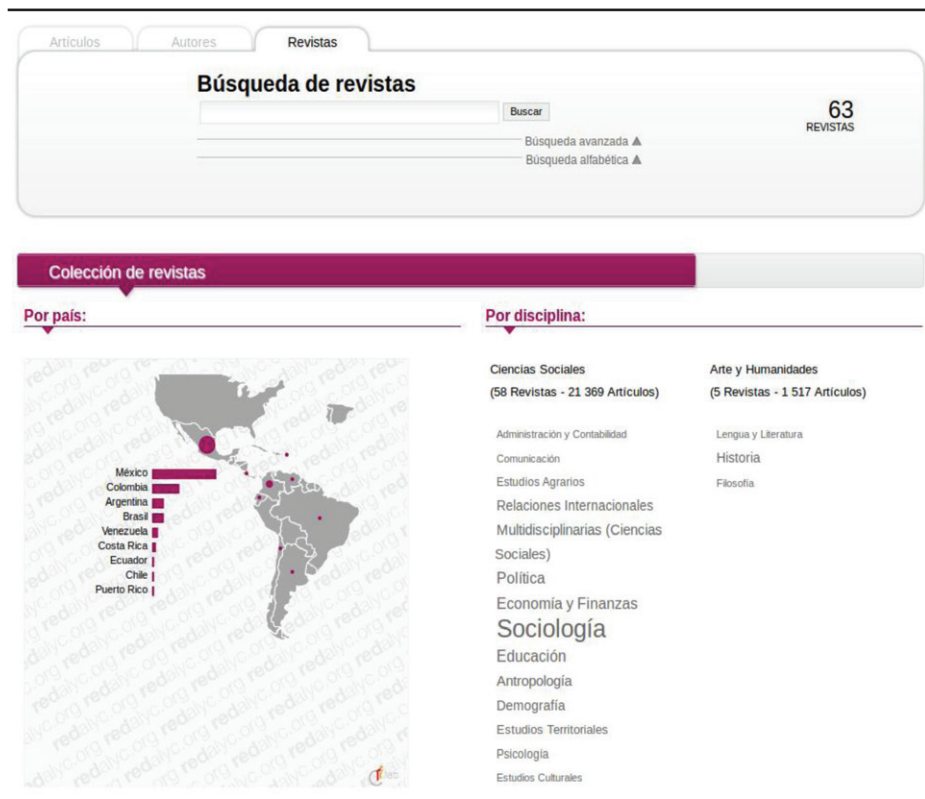 Artículos Autores Revistas
Búsqueda de revistas
Buscar
Búsqueda avanzada
Búsqueda alfabética
63
REVISTAS
Colección de revistas
Por país:
México
Colombia
Argentina
Brasil
Venezuela
Costa Rica
Ecuador
Chile
Puerto Rico
redalyc.org
Por disciplina:
Ciencias Sociales
(58 Revistas - 21 369 Artículos)
Administración y Contabilidad
Comunicación
Estudios Agrarios
Relaciones Internacionales
Multidisciplinarias (Ciencias
Sociales)
Política
Economía y Finanzas
Sociología
Educación
Antropología
Demografía
Estudios Territoriales
Psicología
Estudios Culturales
Arte y Humanidades
(5 Revistas - 1 517 Artículos)
Lengua y Literatura
Historia
Filosofía